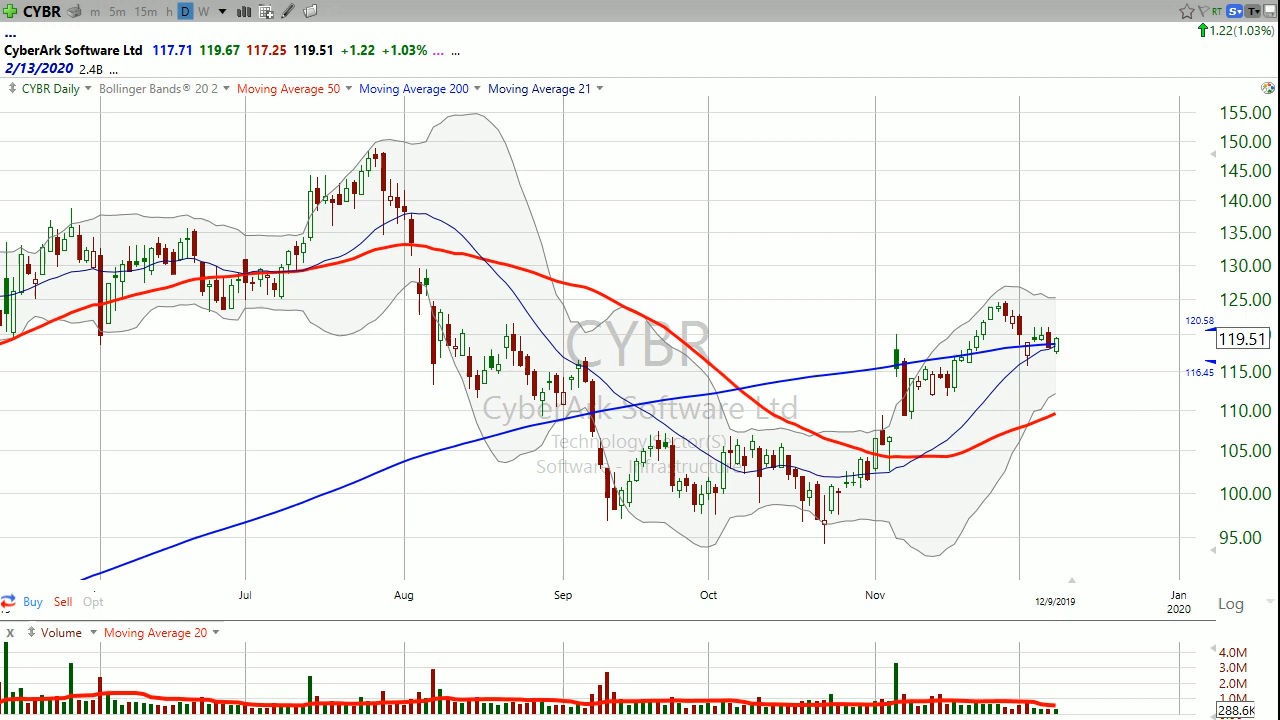 CYBR m 5m 15m h D W RT S T
1.22(1.03%)
...
CyberArk Software Ltd 117.71 119.67 117.25 119.51 +1.22 +1.03% ... ...
2/13/2020 2.4B ...
CYBR Daily Bollinger Bands® 20 2 Moving Average 50 Moving Average 200 Moving Average 21
155.00
150.00
145.00
140.00
135.00
130.00
125.00
120.58
119.51
115.00
116.45
110.00
105.00
100.00
95.00
CYBR
CyberArk Software Ltd
Technology Sector(S)
Software - Infrastructure
Jul Aug Sep Oct Nov 12/9/2019 Jan
2020
Log
Buy Sell Opt
X Volume Moving Average 20
4.0M
3.0M
2.0M
1.0M
288.6K